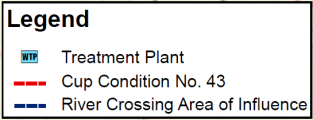 Legend
WTP Treatment Plant
Cup Condition No. 43
River Crossing Area of Influence